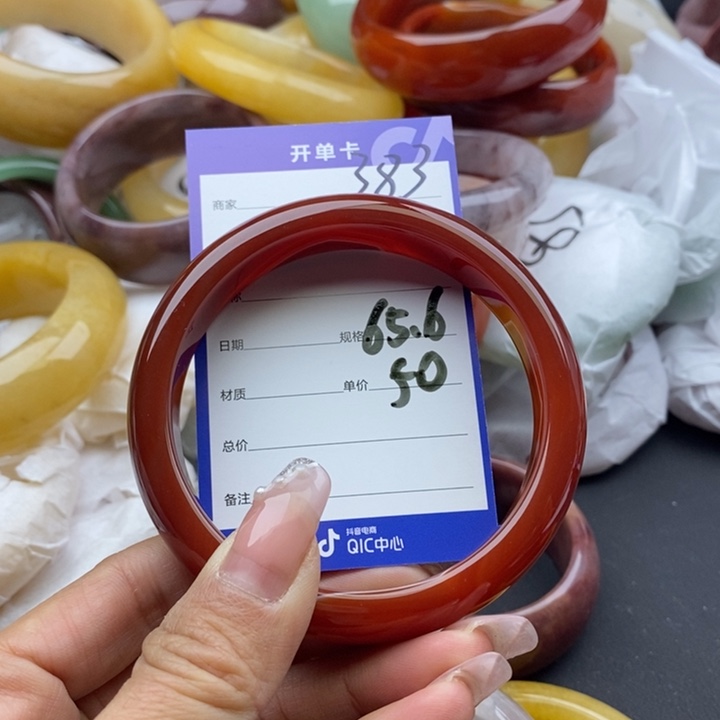 开单卡
商家 383
日期 规格 65.6
材质 单价 50
总价
备注
抖音电商
QIC中心